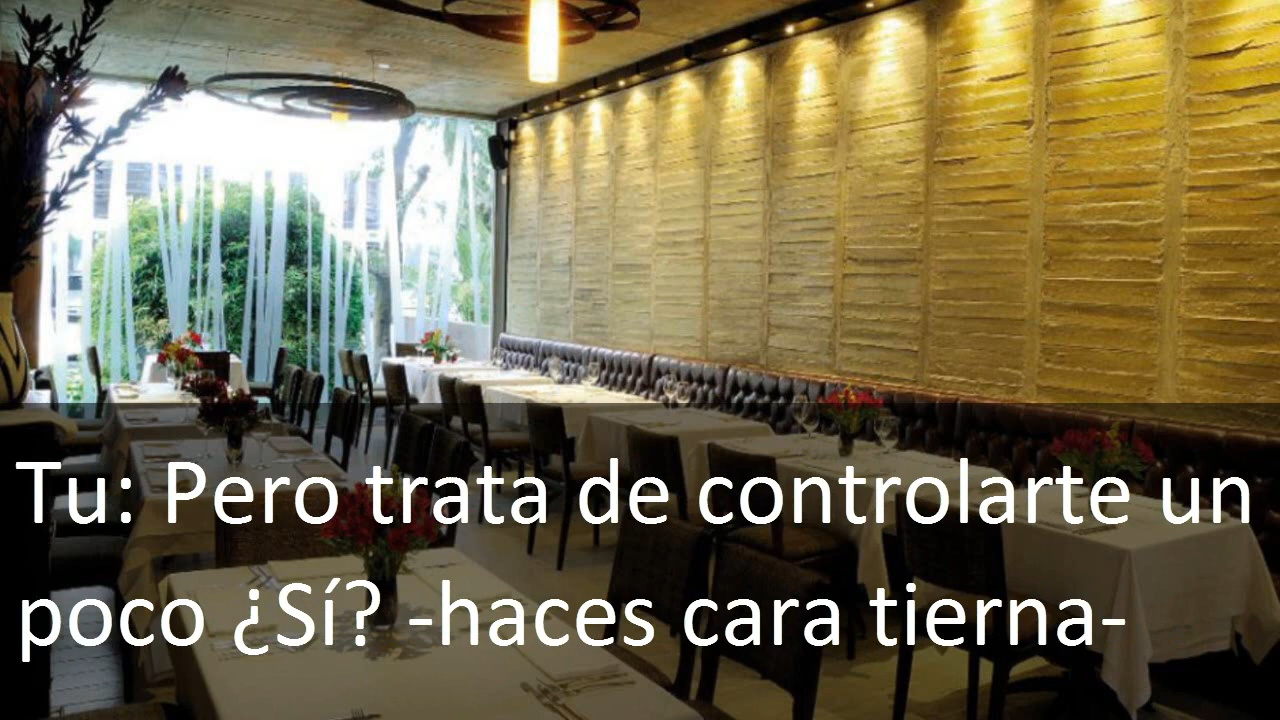 Tu: Pero trata de controlarte un
poco ¿Sí? -haces cara tierna-